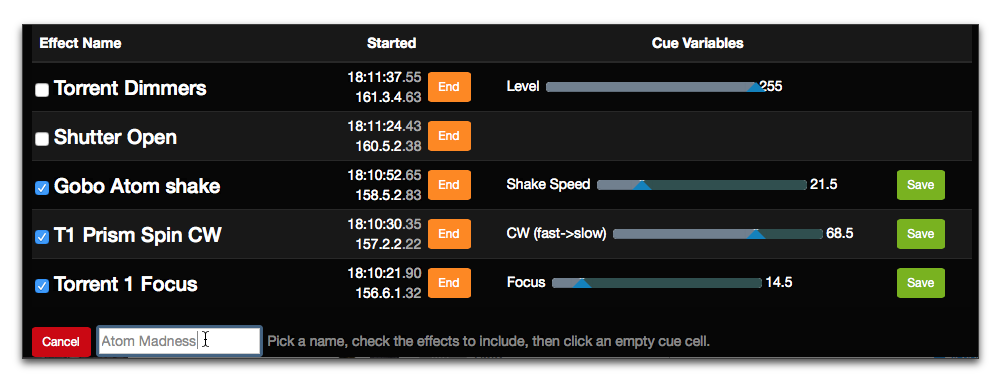 Effect Name Started Cue Variables
Torrent Dimmers 18:11:37.55 161.3.4.63 End Level 255
Shutter Open 18:11:24.43 160.5.2.38 End
Gobo Atom shake 18:10:52.65 158.5.2.83 End Shake Speed 21.5 Save
T1 Prism Spin CW 18:10:30.35 157.2.2.22 End CW (fast->slow) 68.5 Save
Torrent 1 Focus 18:10:21.90 156.6.1.32 End Focus 14.5 Save
Cancel Atom Madness Pick a name, check the effects to include, then click an empty cue cell.